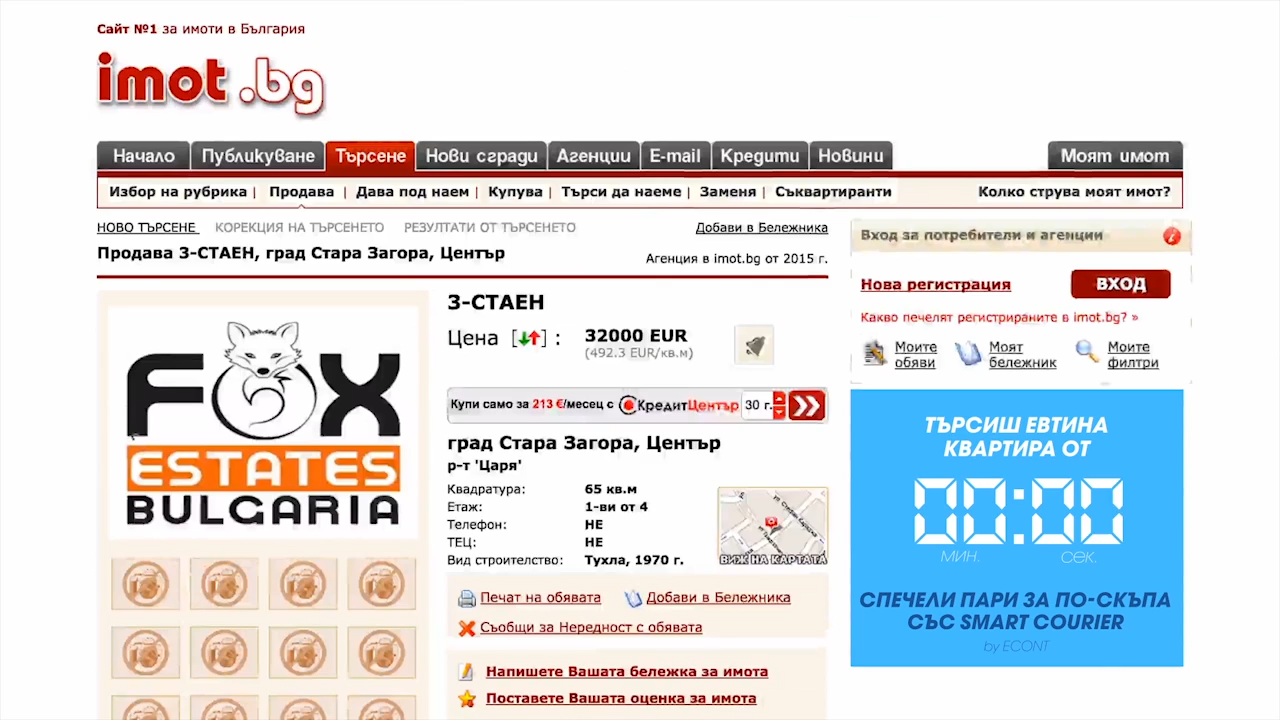 Сайт №1 за имоти в България
imot.bg
Начало Публикуване Търсене Нови сгради Агенции E-mail Кредити Новини Моят имот
Избор на рубрика | Продава | Дава под наем | Купува | Търси да наеме | Заменя | Съквартиранти Колко струва моят имот?
НОВО ТЪРСЕНЕ КОРЕКЦИЯ НА ТЪРСЕНЕТО РЕЗУЛТАТИ ОТ ТЪРСЕНЕТО Добави в Бележника
Продава 3-СТАЕН, град Стара Загора, Център
Агенция в imot.bg от 2015 г.
FOX
ESTATES
BULGARIA
3-СТАЕН
Цена [ ] : 32000 EUR
(492.3 EUR/кв.м)
Купи само за 213 €/месец с КредитЦентър 30 г.
град Стара Загора, Център
р-т 'Царя'
Квадратура: 65 кв.м
Етаж: 1-ви от 4
Телефон: НЕ
ТЕЦ: НЕ
Вид строителство: Тухла, 1970 г.
ВИЖ НА КАРТАТА
Печат на обявата Добави в Бележника
Съобщи за Нередност с обявата
Напишете Вашата бележка за имота
Поставете Вашата оценка за имота
Вход за потребители и агенции
Нова регистрация ВХОД
Какво печелят регистрираните в imot.bg? »
Моите обяви
Моят бележник
Моите филтри
ТЪРСИШ ЕВТИНА
КВАРТИРА ОТ
00:00
МИН. сек.
СПЕЧЕЛИ ПАРИ ЗА ПО-СКЪПА
СЪС SMART COURIER
by ECONT